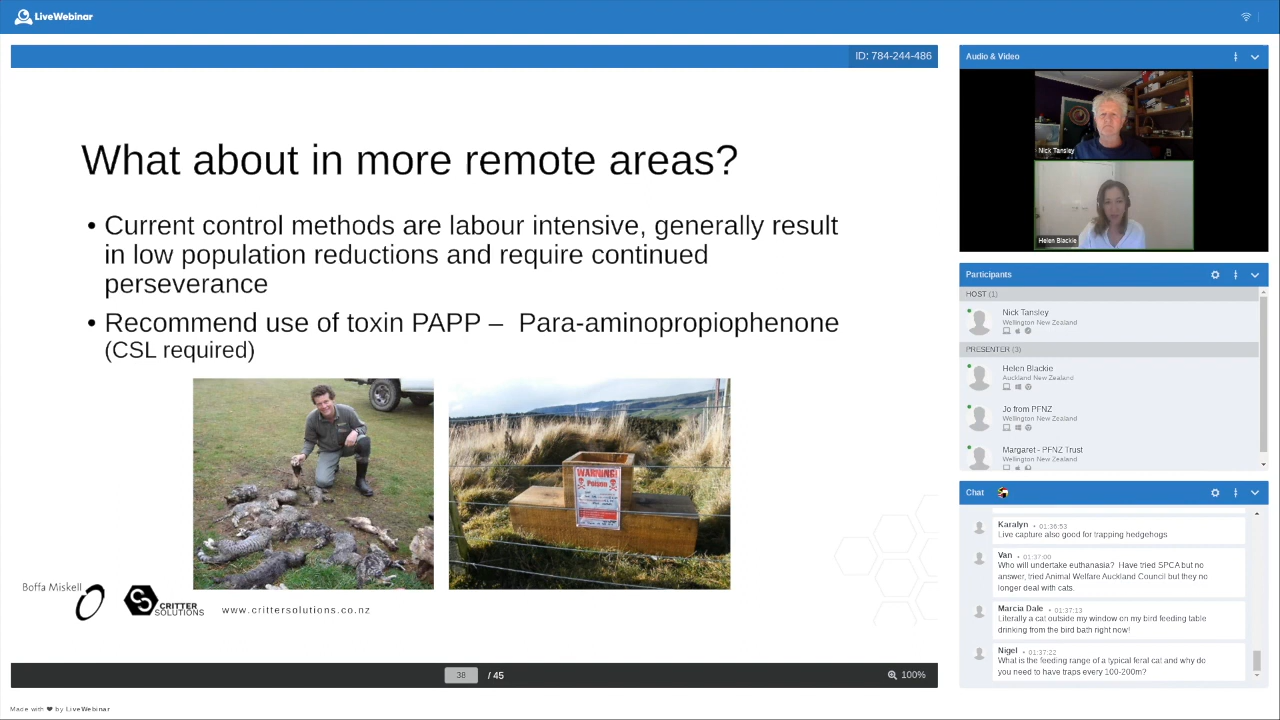 LiveWebinar
ID: 784-244-486
What about in more remote areas?
• Current control methods are labour intensive, generally result
in low population reductions and require continued
perseverance
• Recommend use of toxin PAPP – Para-aminopropiophenone
(CSL required)
WARNING!
Poison
Boffa Miskell
CRITTER
SOLUTIONS
www.crittersolutions.co.nz
38 / 45
100%
Made with ❤ by LiveWebinar
Audio & Video
Nick Tansley
Helen Blackie
Participants
HOST (1)
Nick Tansley
Wellington New Zealand
PRESENTER (3)
Helen Blackie
Auckland New Zealand
Jo from PFNZ
Wellington New Zealand
Margaret - PFNZ Trust
Wellington New Zealand
Chat
Karalyn • 01:36:53
Live capture also good for trapping hedgehogs
Van • 01:37:00
Who will undertake euthanasia? Have tried SPCA but no
answer, tried Animal Welfare Auckland Council but they no
longer deal with cats.
Marcia Dale • 01:37:13
Literally a cat outside my window on my bird feeding table
drinking from the bird bath right now!
Nigel • 01:37:22
What is the feeding range of a typical feral cat and why do
you need to have traps every 100-200m?